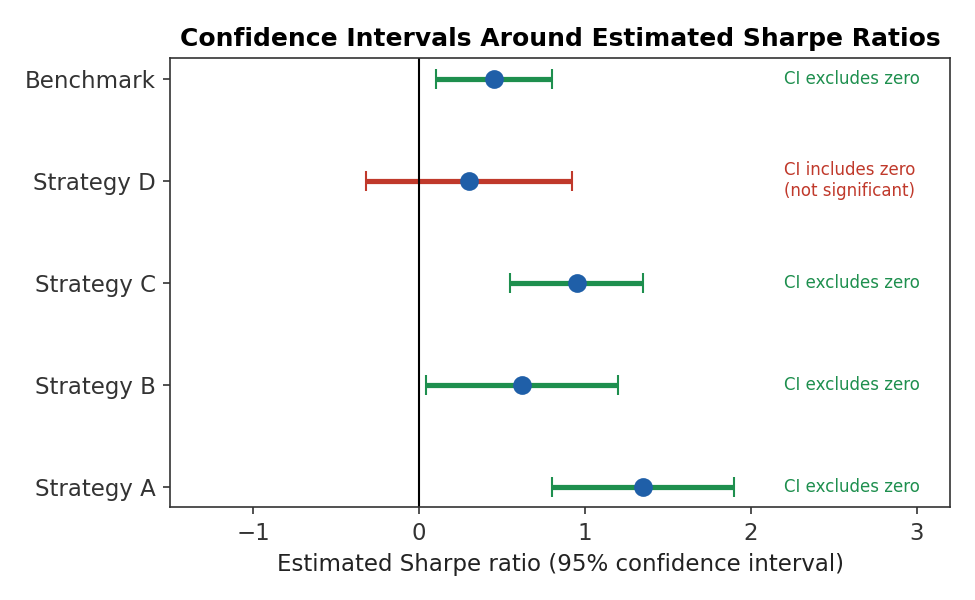 Confidence Intervals Around Estimated Sharpe Ratios
Benchmark
CI excludes zero
Strategy D
CI includes zero
(not significant)
Strategy C
CI excludes zero
Strategy B
CI excludes zero
Strategy A
CI excludes zero
−1
0
1
2
3
Estimated Sharpe ratio (95% confidence interval)